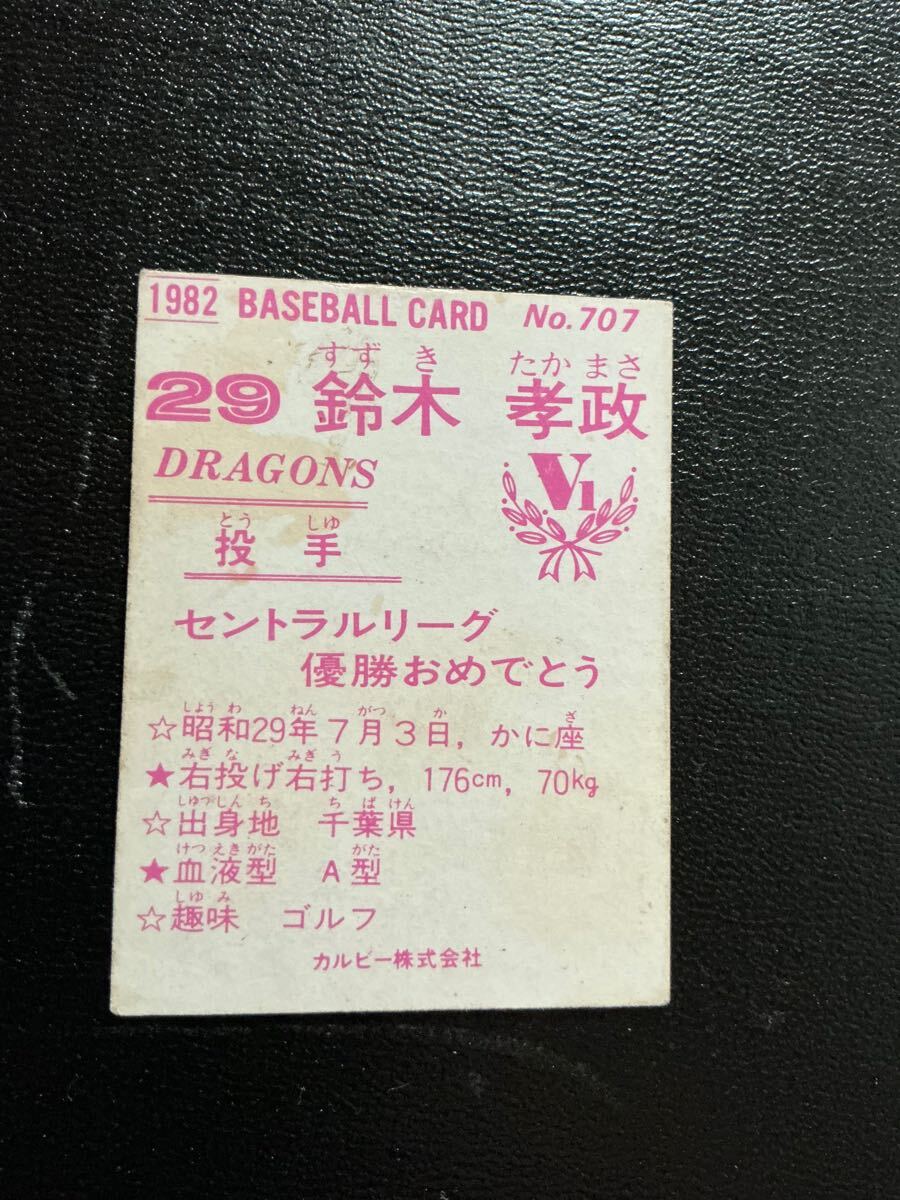 1982 BASEBALL CARD No.707
すず き たか まさ
29 鈴木 孝政
DRAGONS
V1
とう しゆ
投手
セントラルリーグ
優勝おめでとう
しよう わ ねん がつ か ざ
☆昭和29年7月3日, かに座
みぎ な みぎ う
★右投げ右打ち, 176cm, 70kg
しゆつしん ち ち ば けん
☆出身地 千葉県
けつ えき がた がた
★血液型 A型
しゆ み
☆趣味 ゴルフ
カルビー株式会社